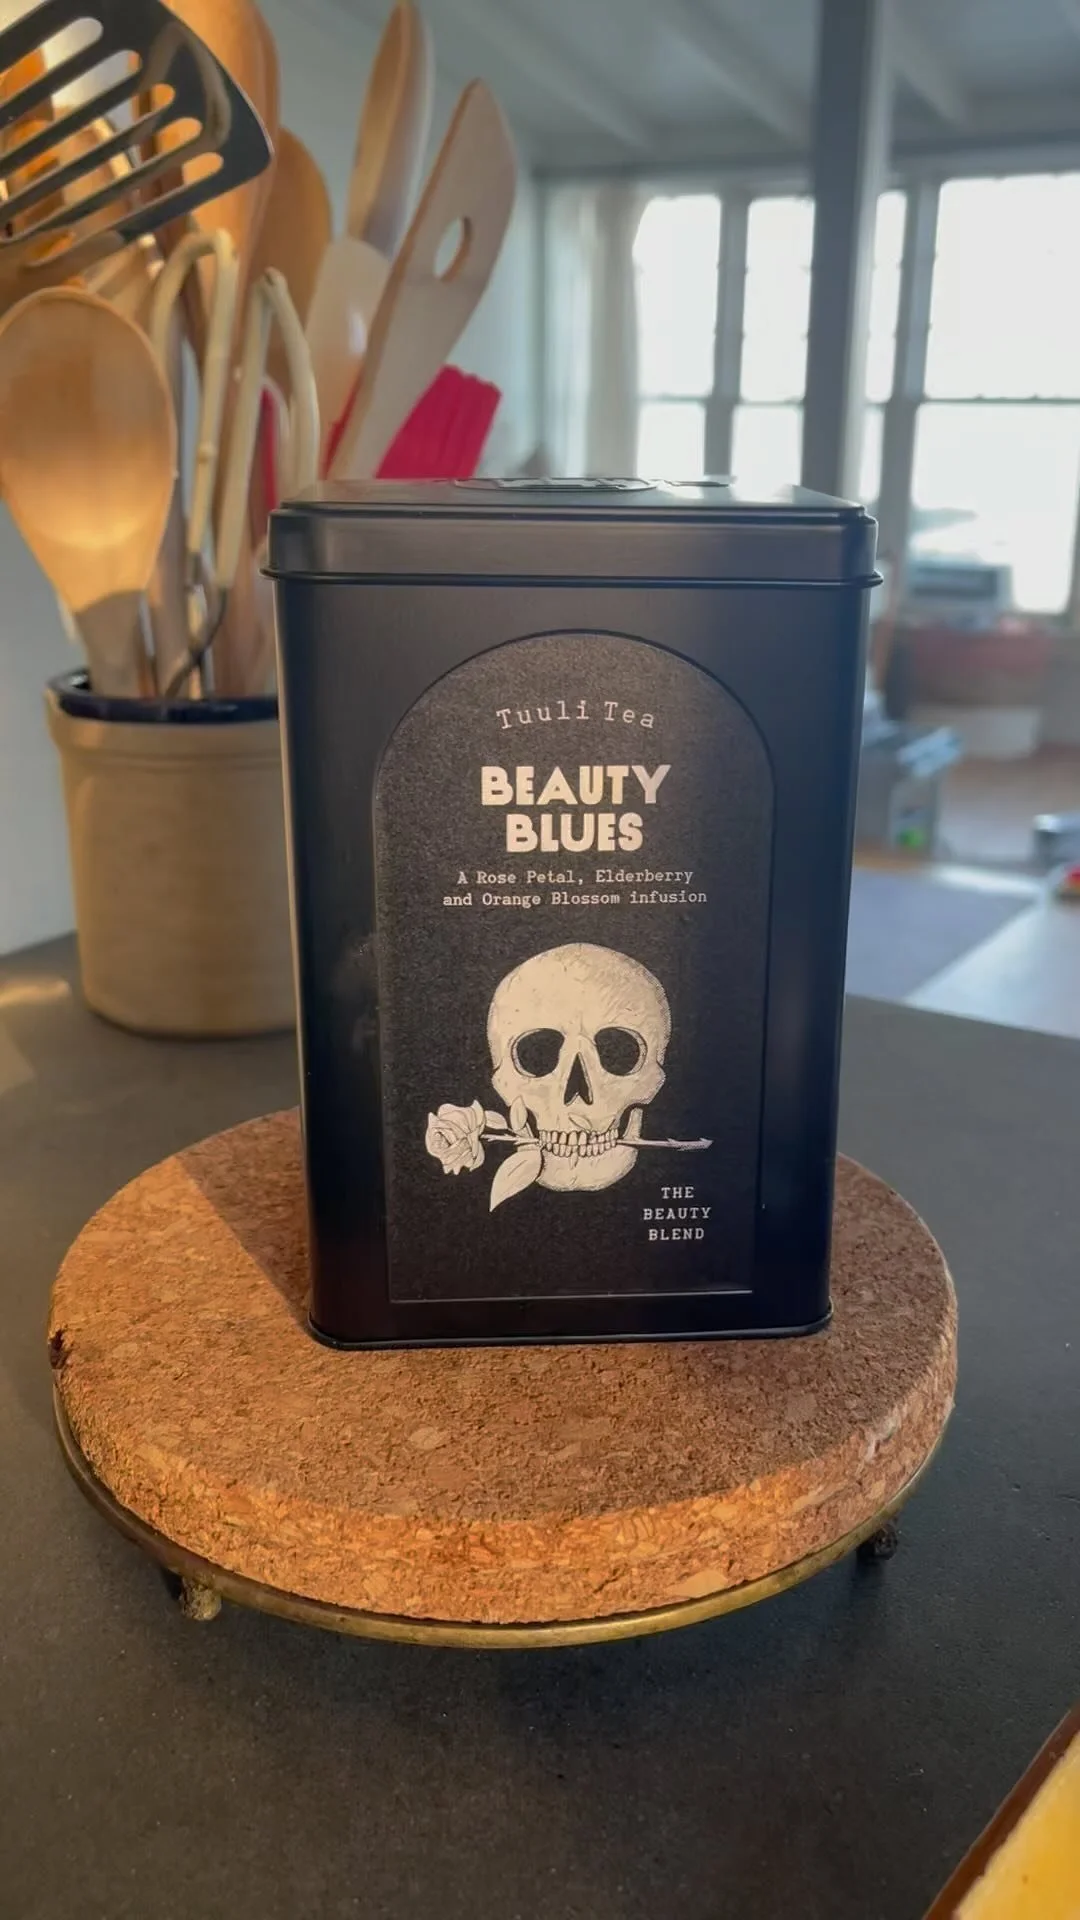 Tuuli Tea
BEAUTY
BLUES
A Rose Petal, Elderberry
and Orange Blossom infusion
THE
BEAUTY
BLEND